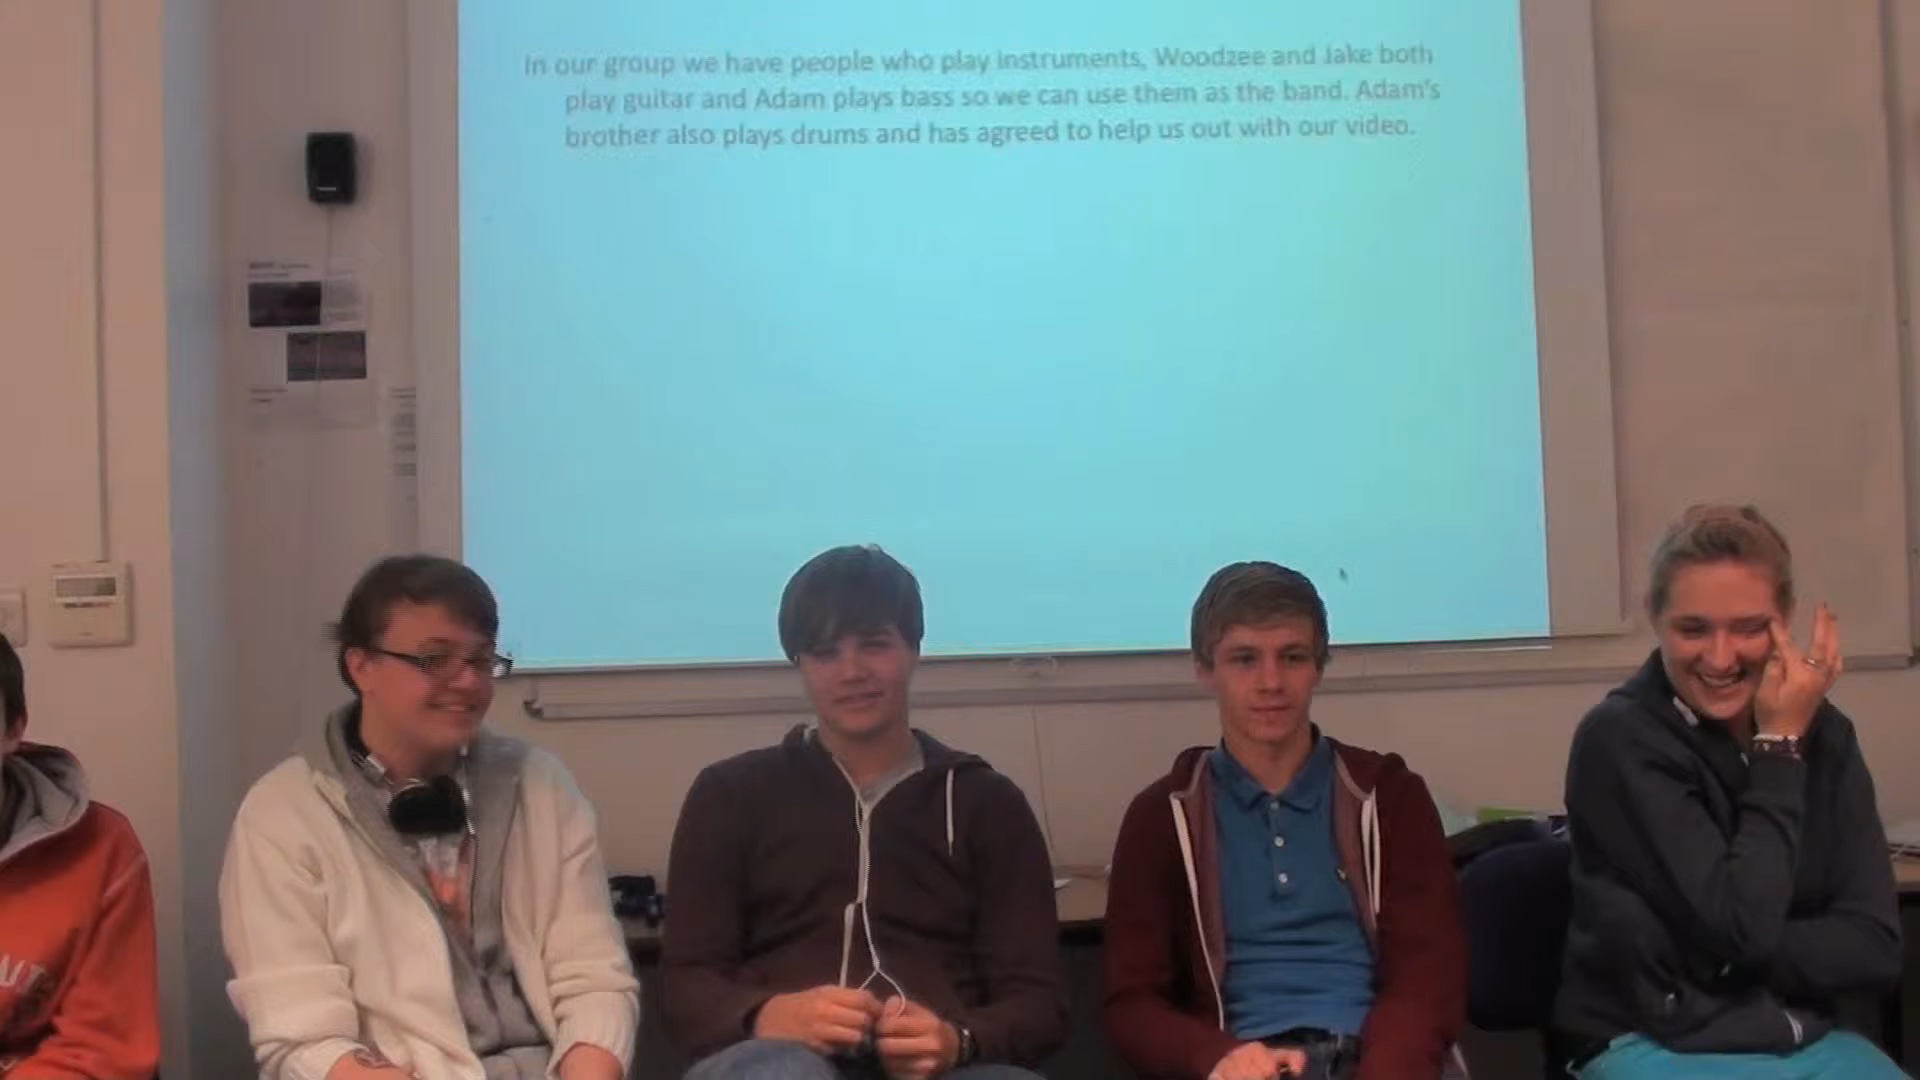 In our group we have people who play instruments, Woodzee and Jake both
play guitar and Adam plays bass so we can use them as the band. Adam's
brother also plays drums and has agreed to help us out with our video.